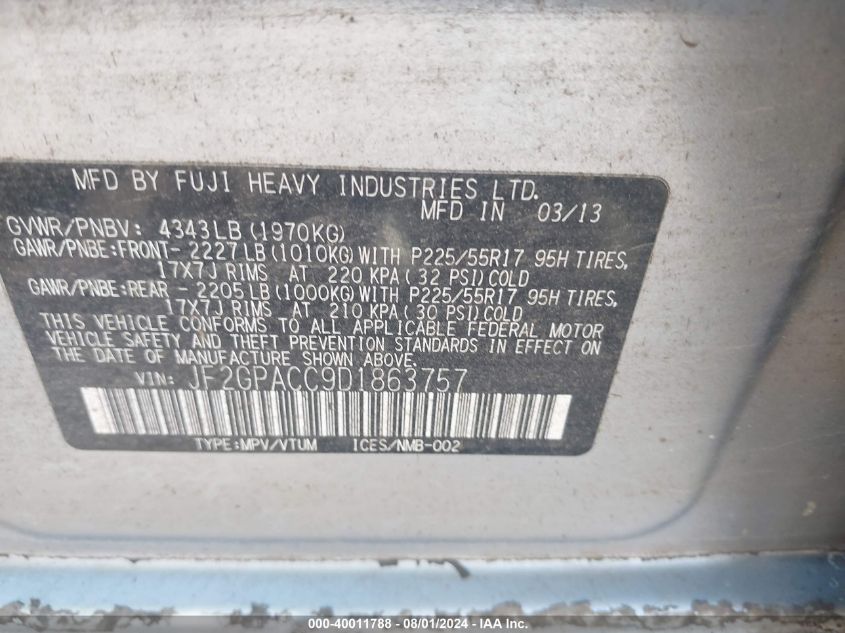 MFD BY FUJI HEAVY INDUSTRIES LTD.
MFD IN 03/13
GVWR/PNBV: 4343LB(1970KG)
GAWR/PNBE:FRONT- 2227LB(1010KG)WITH P225/55R17 95H TIRES,
17X7J RIMS AT 220 KPA( 32 PSI)COLD
GAWR/PNBE:REAR - 2205LB(1000KG)WITH P225/55R17 95H TIRES,
17X7J RIMS AT 210 KPA( 30 PSI)COLD
THIS VEHICLE CONFORMS TO ALL APPLICABLE FEDERAL MOTOR
VEHICLE SAFETY AND THEFT PREVENTION STANDARDS IN EFFECT ON
THE DATE OF MANUFACTURE SHOWN ABOVE.
VIN: JF2GPACC9D1863757
TYPE:MPV/VTUM ICES/NMB-002
000-40011788 - 08/01/2024 - IAA Inc.